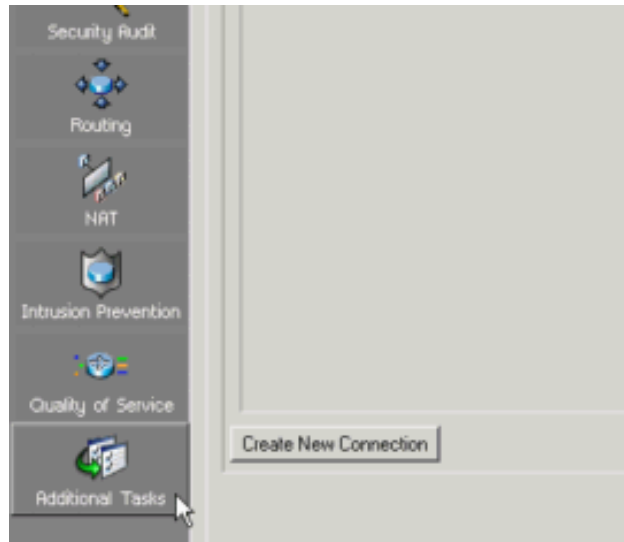 Security Audit
Routing
NAT
Intrusion Prevention
Quality of Service
Create New Connection
Additional Tasks